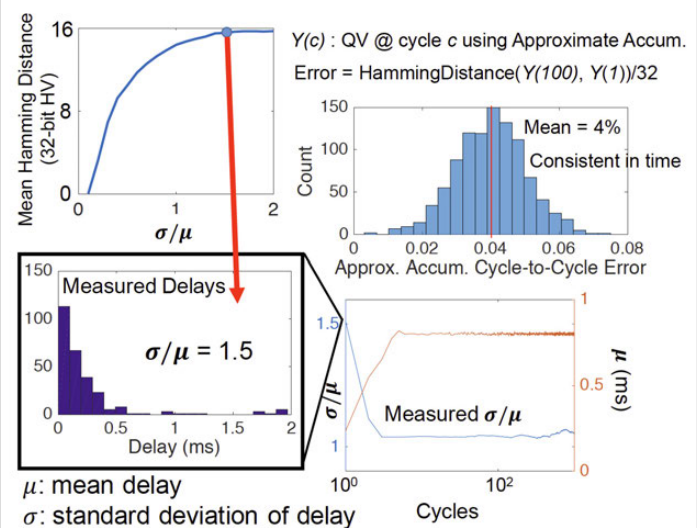 16
8
0
0
1
2
Mean Hamming Distance
(32-bit HV)
σ/μ
Y(c) : QV @ cycle c using Approximate Accum.
Error = HammingDistance(Y(100), Y(1))/32
150
100
50
0
Count
Mean = 4%
Consistent in time
0
0.02
0.04
0.06
0.08
Approx. Accum. Cycle-to-Cycle Error
150
100
50
0
Measured Delays
σ/μ = 1.5
0
0.5
1
1.5
2
Delay (ms)
1.5
1
σ/μ
Measured σ/μ
1
0.5
0
μ (ms)
10⁰
10²
Cycles
μ: mean delay
σ: standard deviation of delay